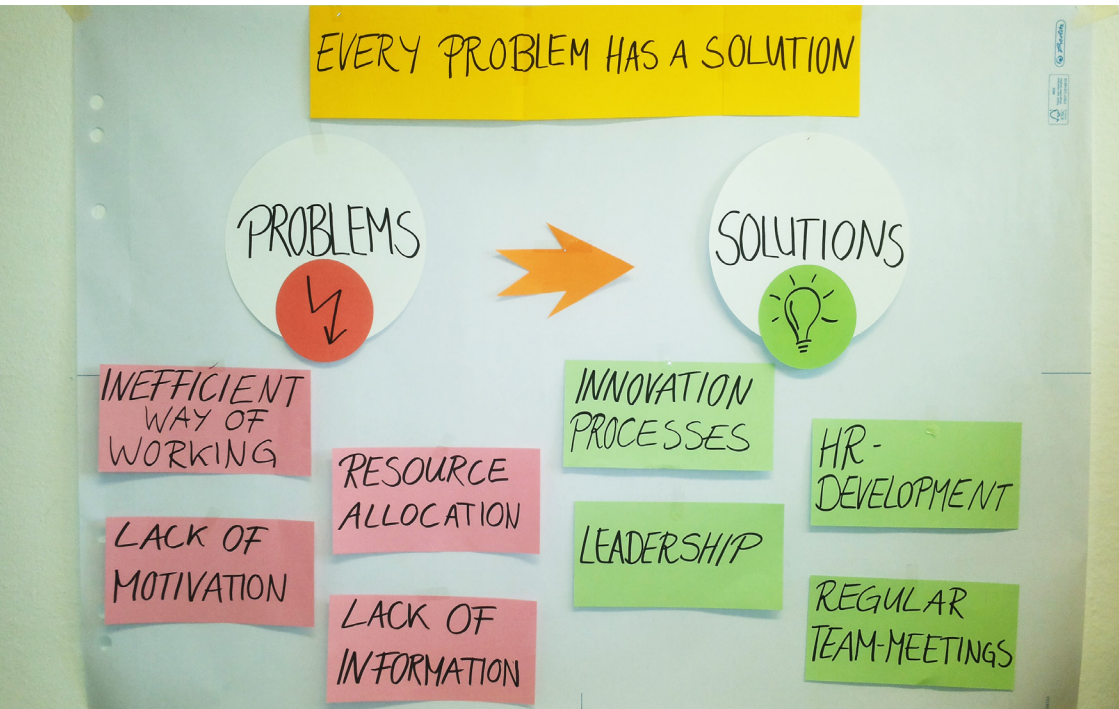 EVERY PROBLEM HAS A SOLUTION
PROBLEMS
SOLUTIONS
INEFFICIENT
WAY OF
WORKING
RESOURCE
ALLOCATION
LACK OF
MOTIVATION
LACK OF
INFORMATION
INNOVATION
PROCESSES
HR-
DEVELOPMENT
LEADERSHIP
REGULAR
TEAM-MEETINGS